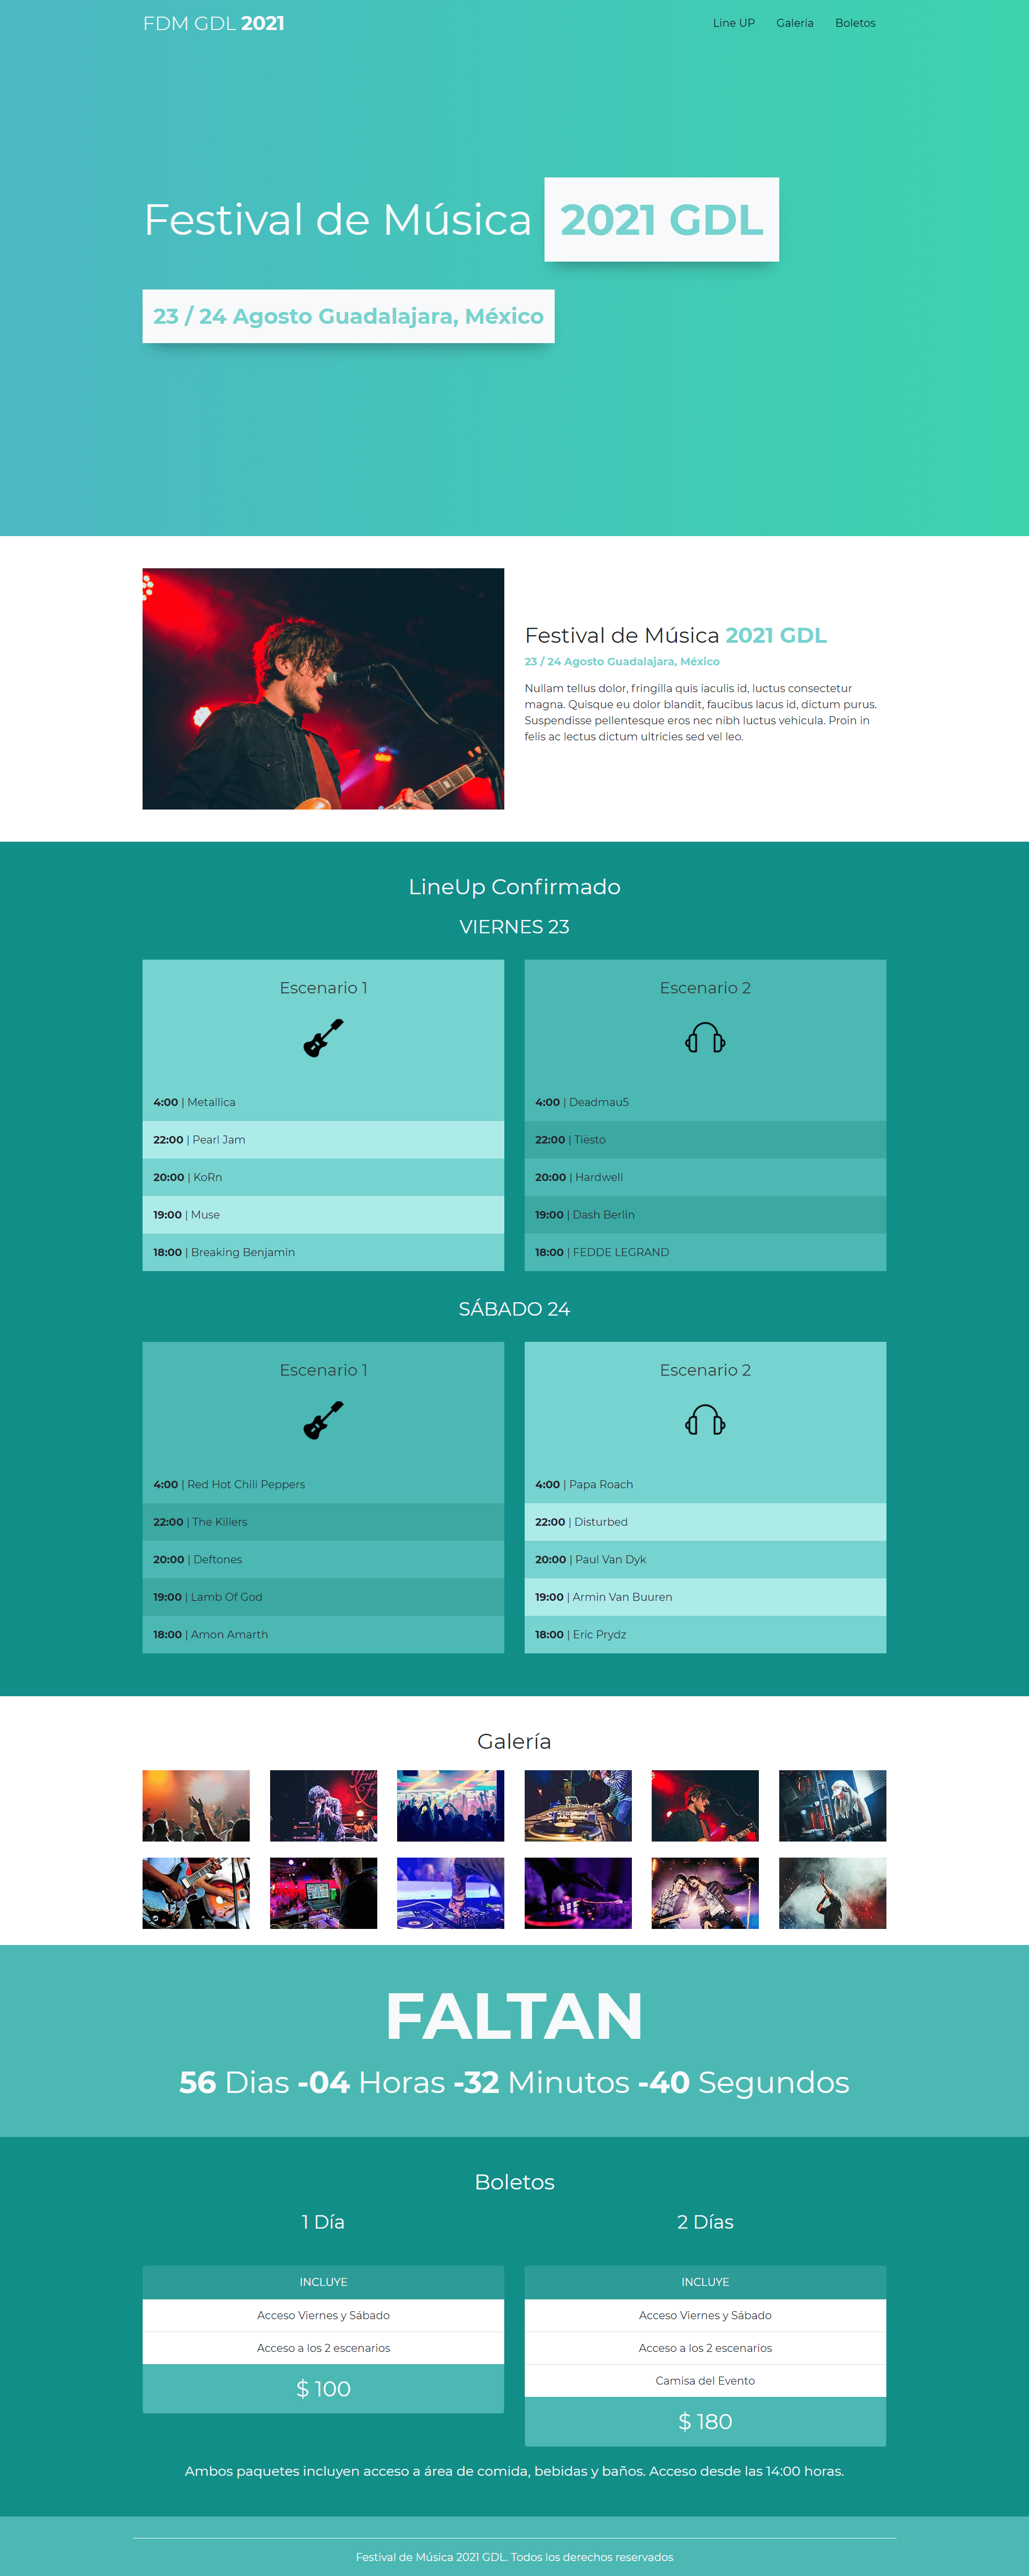 FDM GDL 2021
Line UP Galeria Boletos
Festival de Música 2021 GDL
23 / 24 Agosto Guadalajara, México
Festival de Música 2021 GDL
23 / 24 Agosto Guadalajara, México
Nullam tellus dolor, fringilla quis iaculis id, luctus consectetur
magna. Quisque eu dolor blandit, faucibus lacus id, dictum purus.
Suspendisse pellentesque eros nec nibh luctus vehicula. Proin in
felis ac lectus dictum ultricies sed vel leo.
LineUp Confirmado
VIERNES 23
Escenario 1
4:00 | Metallica
22:00 | Pearl Jam
20:00 | KoRn
19:00 | Muse
18:00 | Breaking Benjamin
Escenario 2
4:00 | Deadmau5
22:00 | Tiësto
20:00 | Hardwell
19:00 | Dash Berlin
18:00 | FEDDE LEGRAND
SÁBADO 24
Escenario 1
4:00 | Red Hot Chili Peppers
22:00 | The Killers
20:00 | Deftones
19:00 | Lamb Of God
18:00 | Amon Amarth
Escenario 2
4:00 | Papa Roach
22:00 | Disturbed
20:00 | Paul Van Dyk
19:00 | Armin Van Buuren
18:00 | Eric Prydz
Galería
FALTAN
56 Dias -04 Horas -32 Minutos -40 Segundos
Boletos
1 Día
INCLUYE
Acceso Viernes y Sábado
Acceso a los 2 escenarios
$ 100
2 Días
INCLUYE
Acceso Viernes y Sábado
Acceso a los 2 escenarios
Camisa del Evento
$ 180
Ambos paquetes incluyen acceso a área de comida, bebidas y baños. Acceso desde las 14:00 horas.
Festival de Música 2021 GDL. Todos los derechos reservados